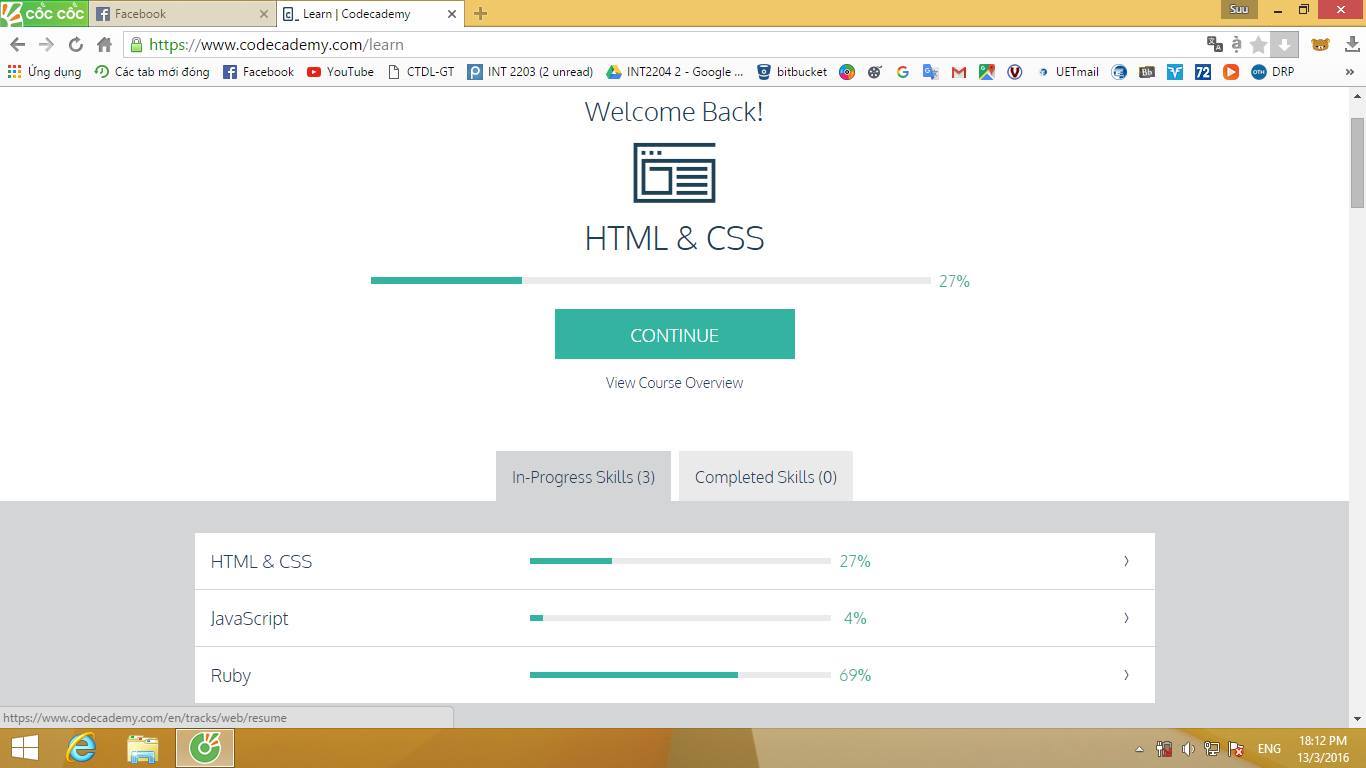 cốc cốc
Facebook
Learn | Codecademy
Suu
https://www.codecademy.com/learn
Ứng dụng Các tab mới đóng Facebook YouTube CTDL-GT INT 2203 (2 unread) INT2204 2 - Google ... bitbucket UETmail Bb 72 OTH DRP »
Welcome Back!
HTML & CSS
27%
CONTINUE
View Course Overview
In-Progress Skills (3)
Completed Skills (0)
HTML & CSS 27%
JavaScript 4%
Ruby 69%
https://www.codecademy.com/en/tracks/web/resume
ENG
18:12 PM
13/3/2016